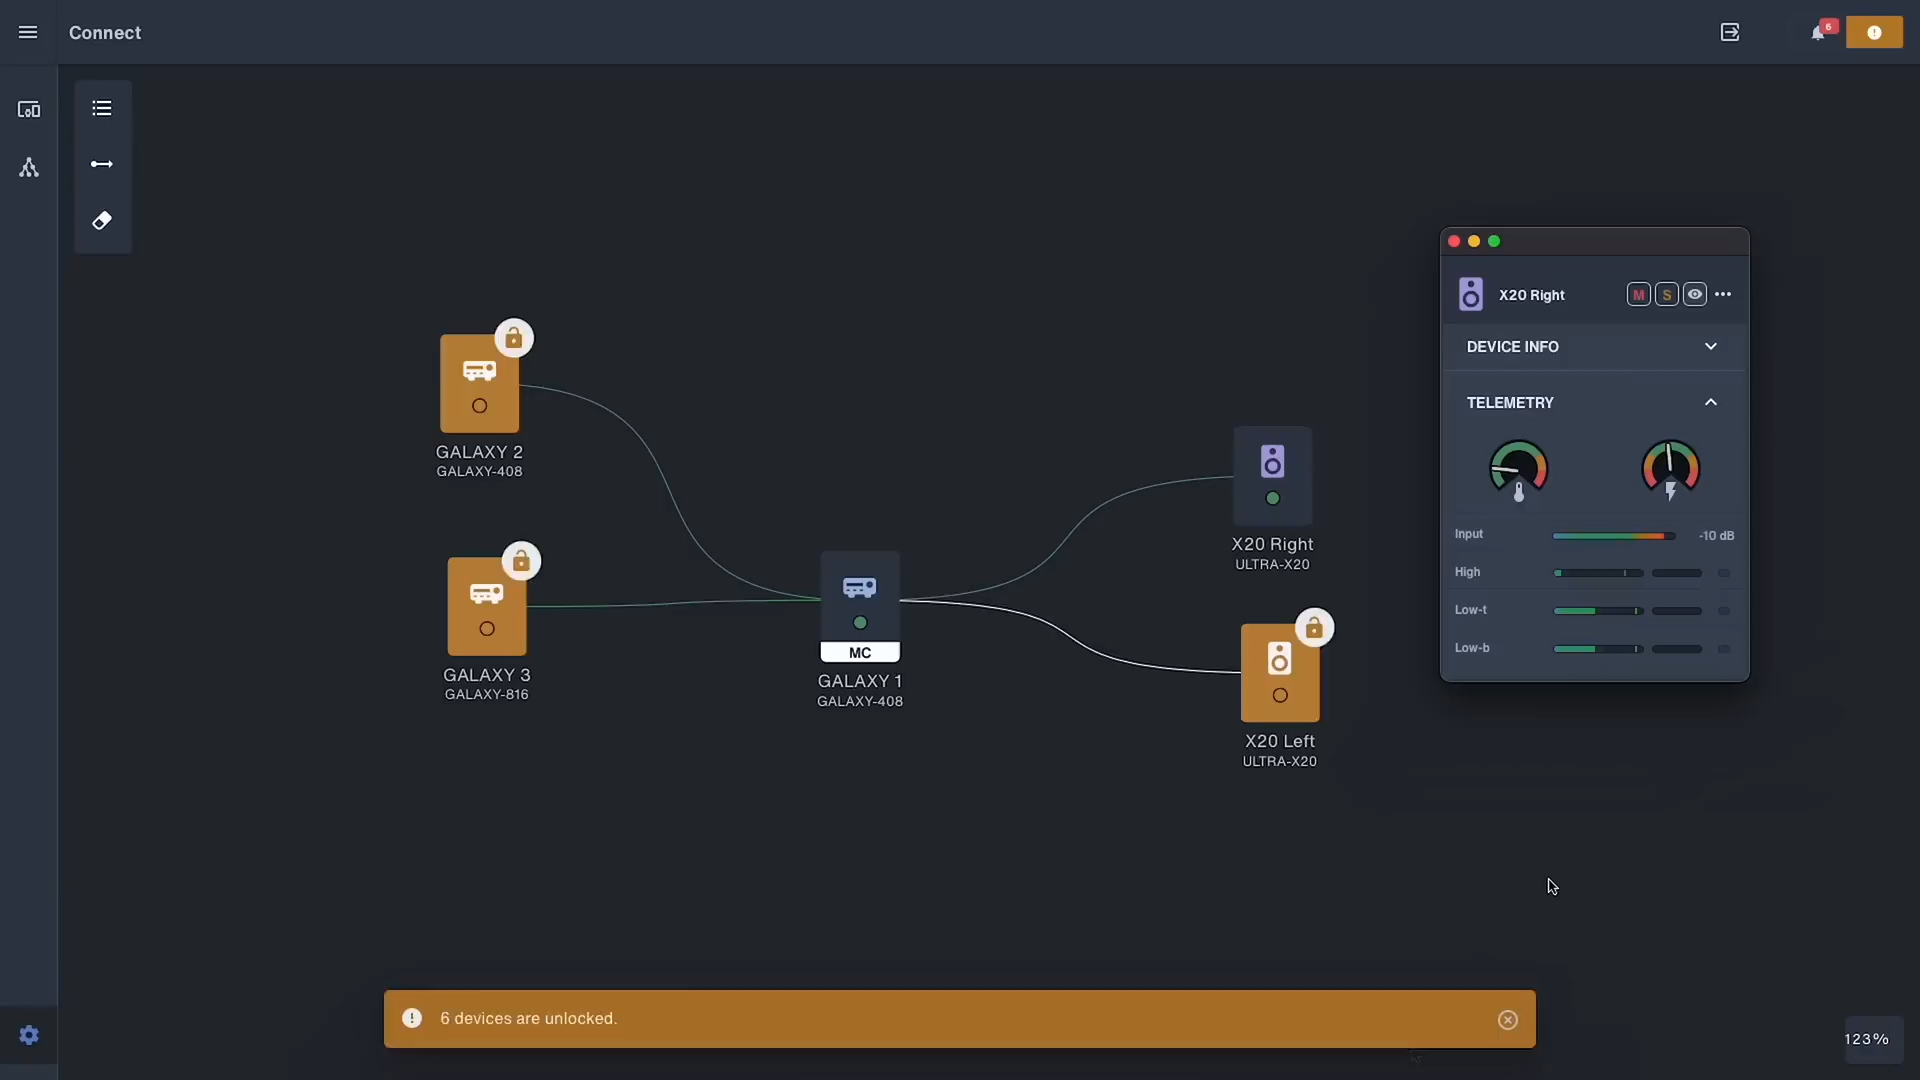 Connect
6
GALAXY 2
GALAXY-408
GALAXY 3
GALAXY-816
MC
GALAXY 1
GALAXY-408
X20 Right
ULTRA-X20
X20 Left
ULTRA-X20
X20 Right
M
S
DEVICE INFO
TELEMETRY
Input
-10 dB
High
Low-t
Low-b
6 devices are unlocked.
123%